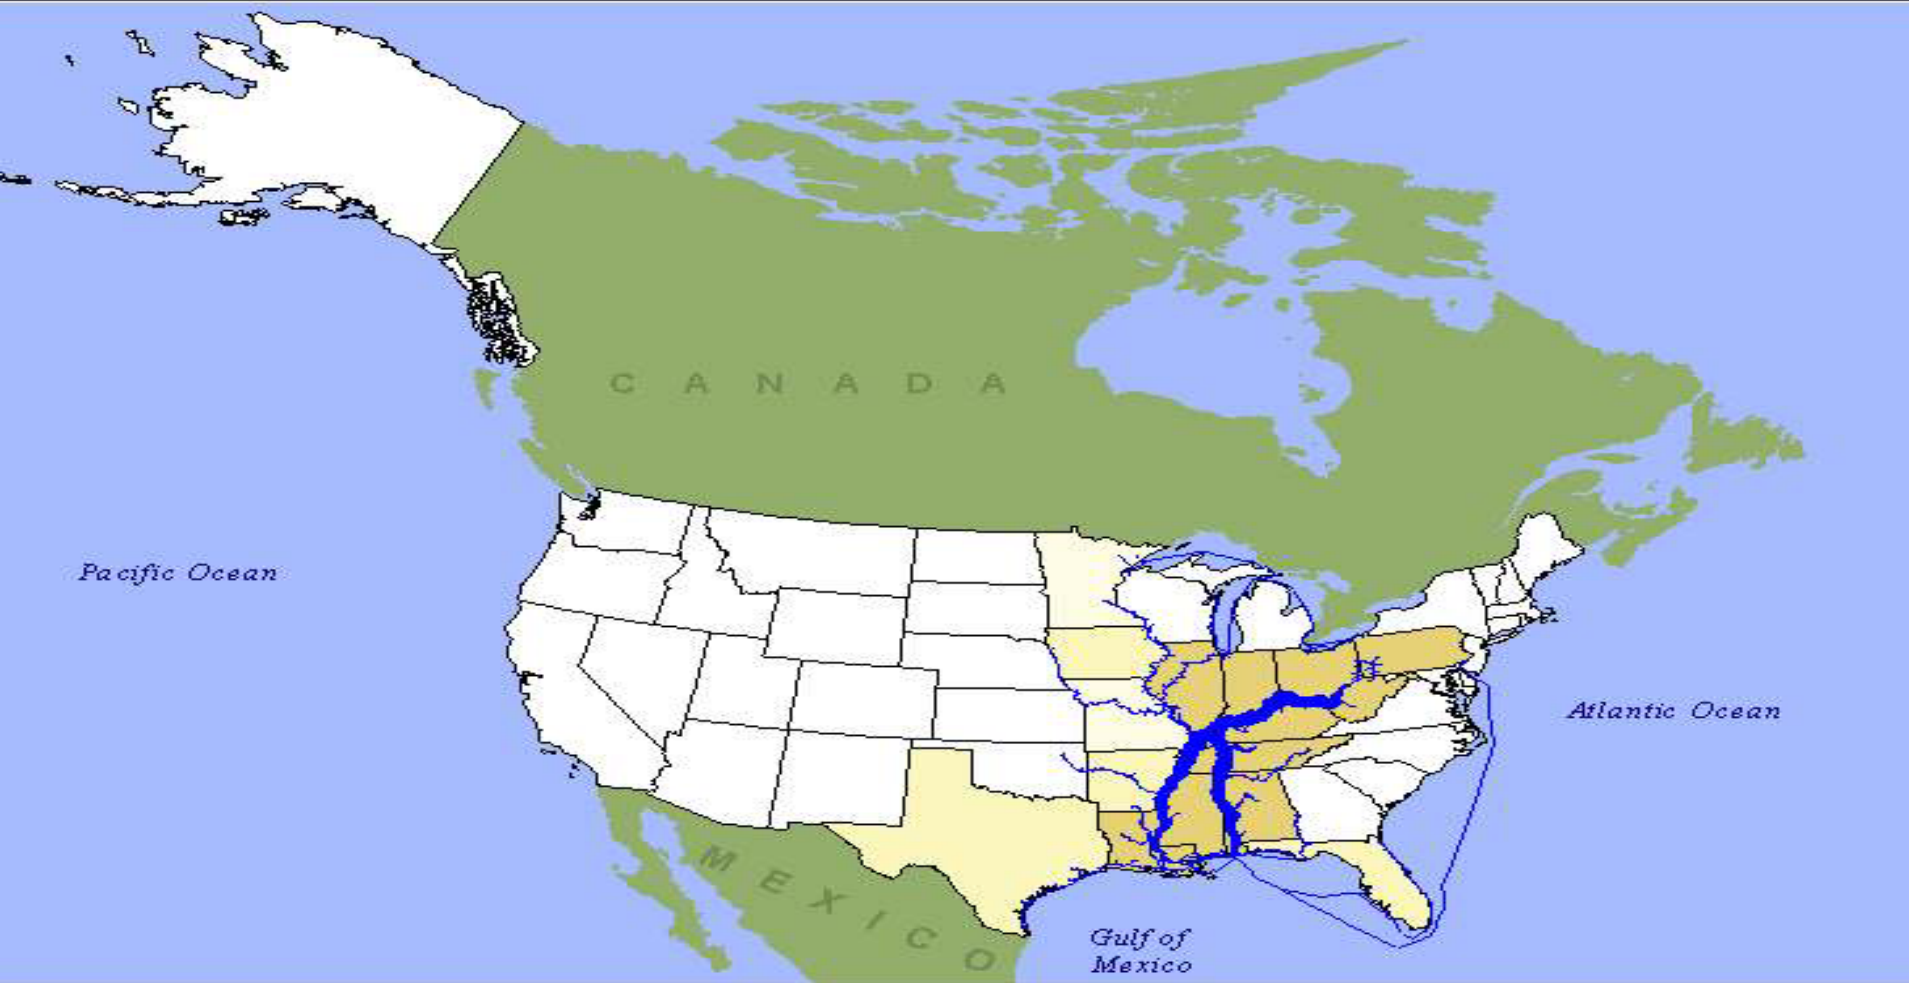 CANADA
Pacific Ocean
Atlantic Ocean
MEXICO
Gulf of
Mexico